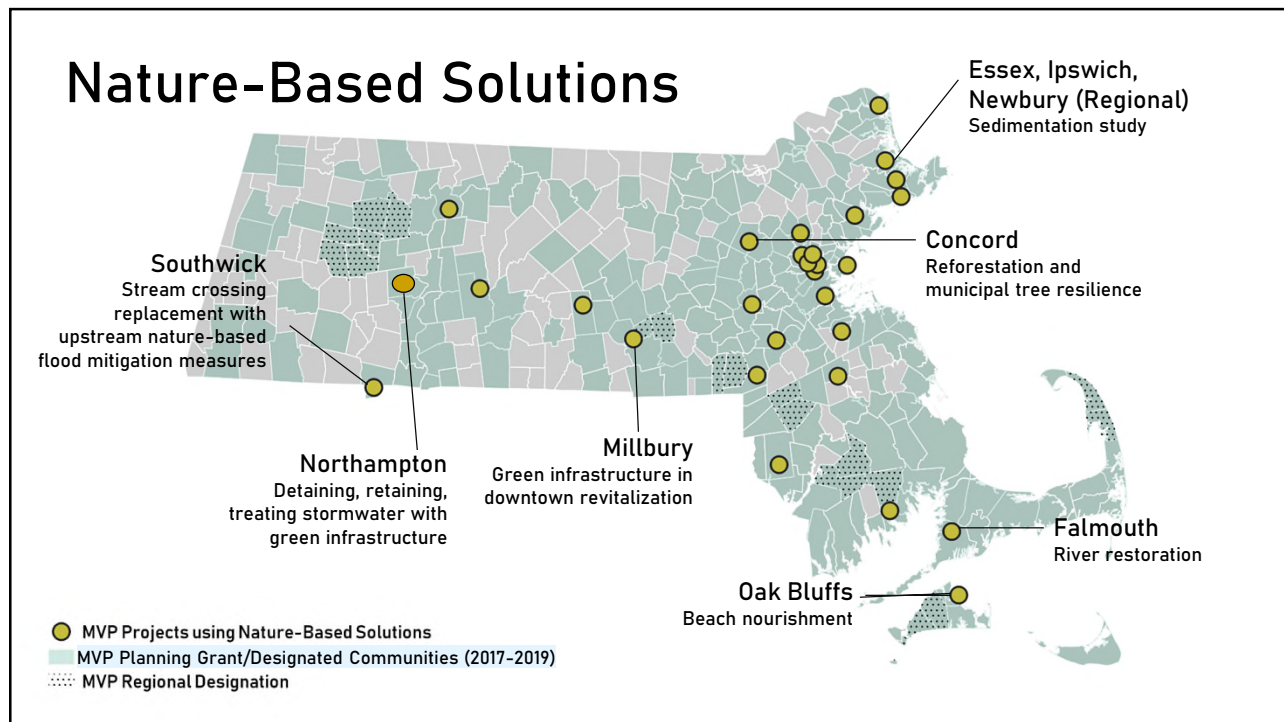 Nature-Based Solutions
Essex, Ipswich,
Newbury (Regional)
Sedimentation study
Concord
Reforestation and
municipal tree resilience
Southwick
Stream crossing
replacement with
upstream nature-based
flood mitigation measures
Northampton
Detaining, retaining,
treating stormwater with
green infrastructure
Millbury
Green infrastructure in
downtown revitalization
Falmouth
River restoration
Oak Bluffs
Beach nourishment
MVP Projects using Nature-Based Solutions
MVP Planning Grant/Designated Communities (2017-2019)
MVP Regional Designation